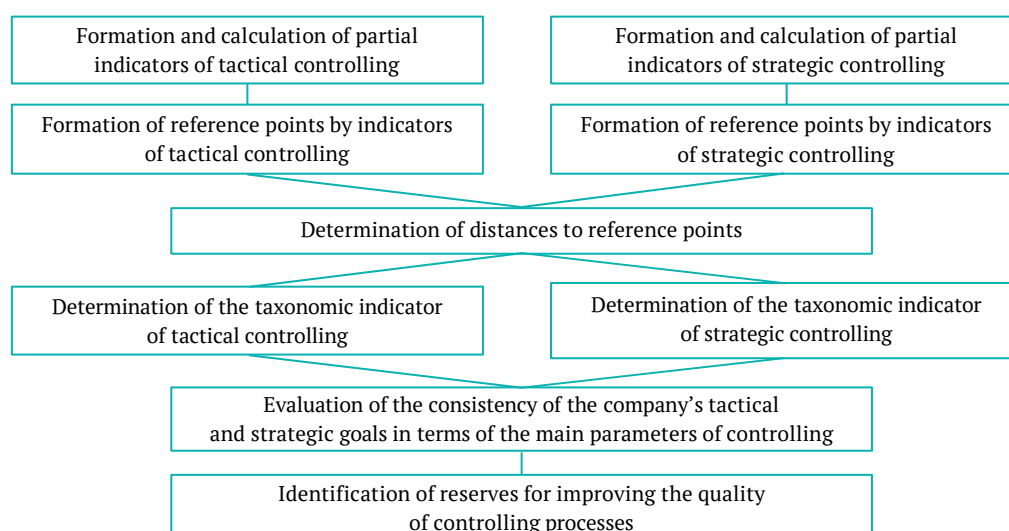 Formation and calculation of partial
indicators of tactical controlling
Formation and calculation of partial
indicators of strategic controlling
Formation of reference points by indicators
of tactical controlling
Formation of reference points by indicators
of strategic controlling
Determination of distances to reference points
Determination of the taxonomic indicator
of tactical controlling
Determination of the taxonomic indicator
of strategic controlling
Evaluation of the consistency of the company’s tactical
and strategic goals in terms of the main parameters of controlling
Identification of reserves for improving the quality
of controlling processes